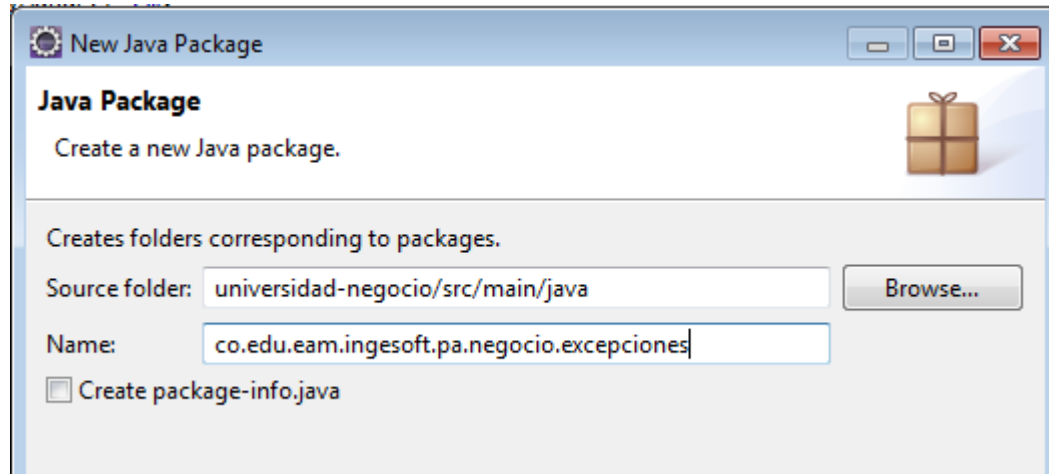 New Java Package
Java Package
Create a new Java package.
Creates folders corresponding to packages.
Source folder: universidad-negocio/src/main/java Browse...
Name: co.edu.eam.ingesoft.pa.negocio.excepciones
Create package-info.java